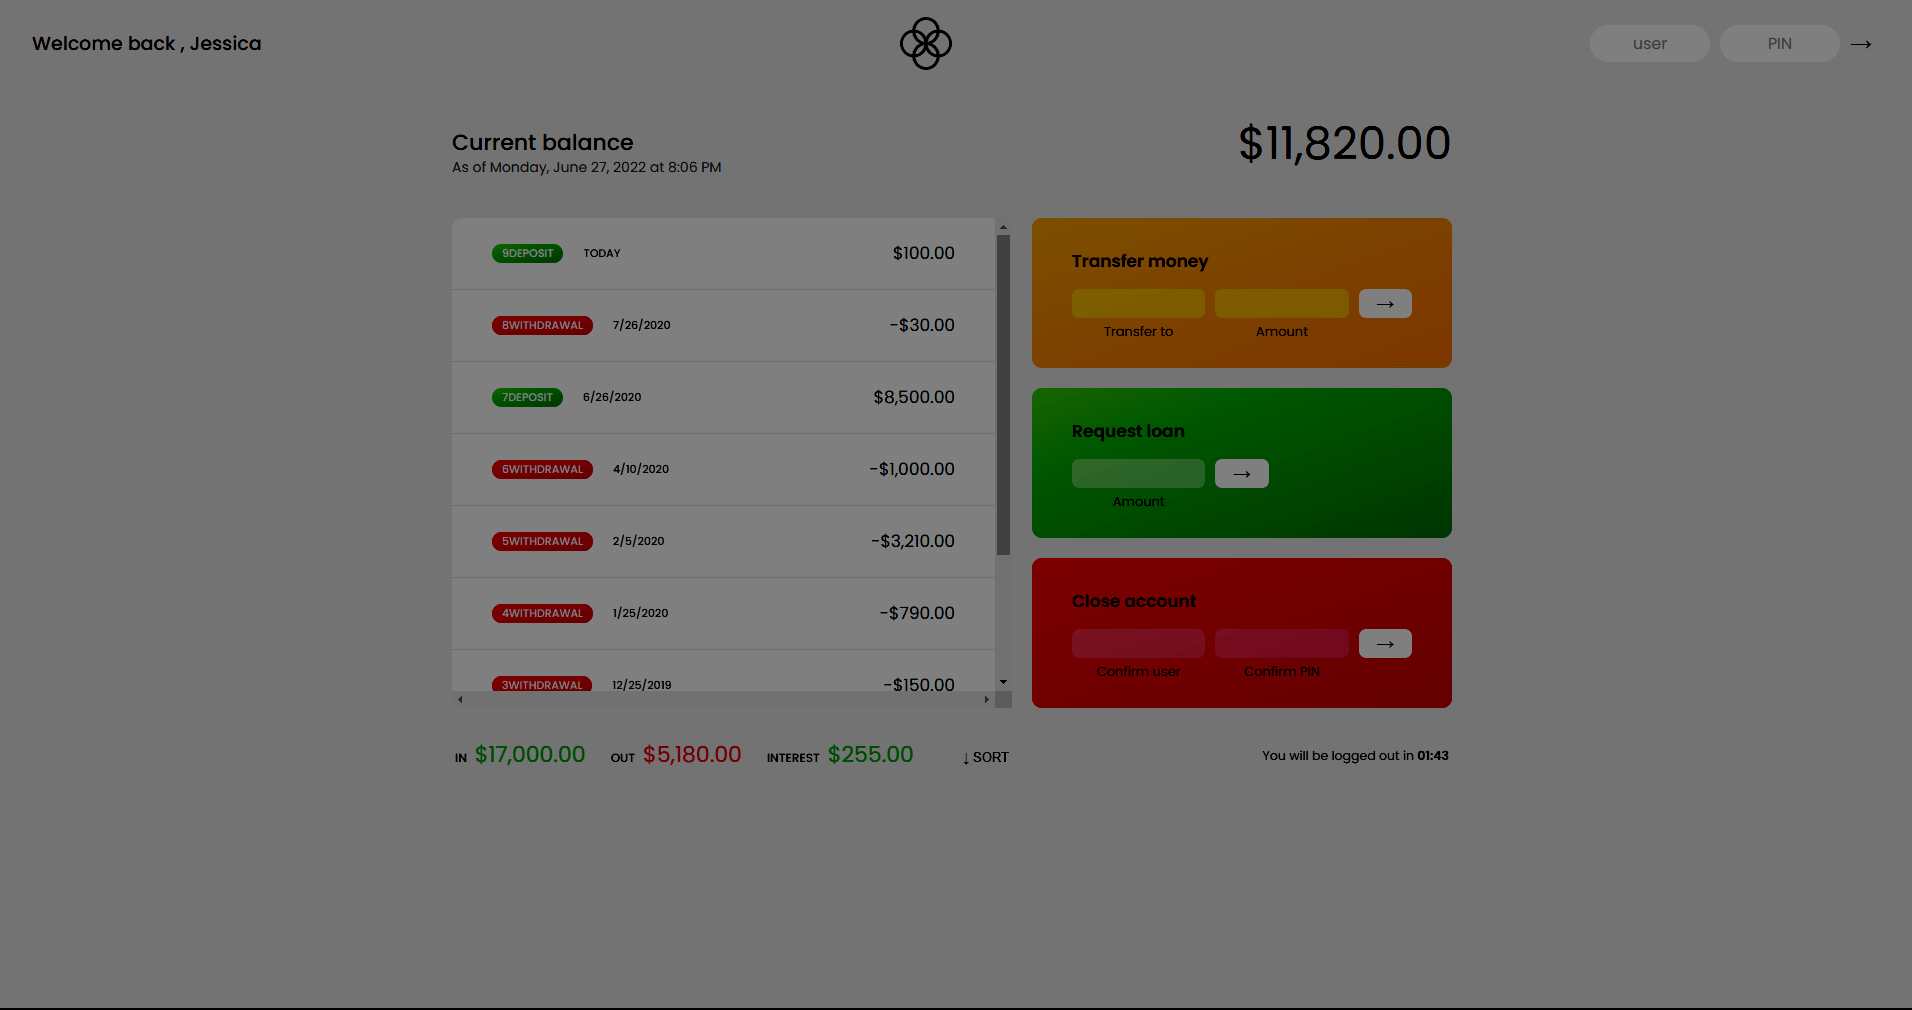 Welcome back , Jessica
user
PIN
→
Current balance
As of Monday, June 27, 2022 at 8:06 PM
$11,820.00
9DEPOSIT TODAY $100.00
8WITHDRAWAL 7/26/2020 -$30.00
7DEPOSIT 6/26/2020 $8,500.00
6WITHDRAWAL 4/10/2020 -$1,000.00
5WITHDRAWAL 2/5/2020 -$3,210.00
4WITHDRAWAL 1/25/2020 -$790.00
3WITHDRAWAL 12/25/2019 -$150.00
Transfer money
→
Transfer to Amount
Request loan
→
Amount
Close account
→
Confirm user Confirm PIN
IN $17,000.00 OUT $5,180.00 INTEREST $255.00 ↓ SORT
You will be logged out in 01:43